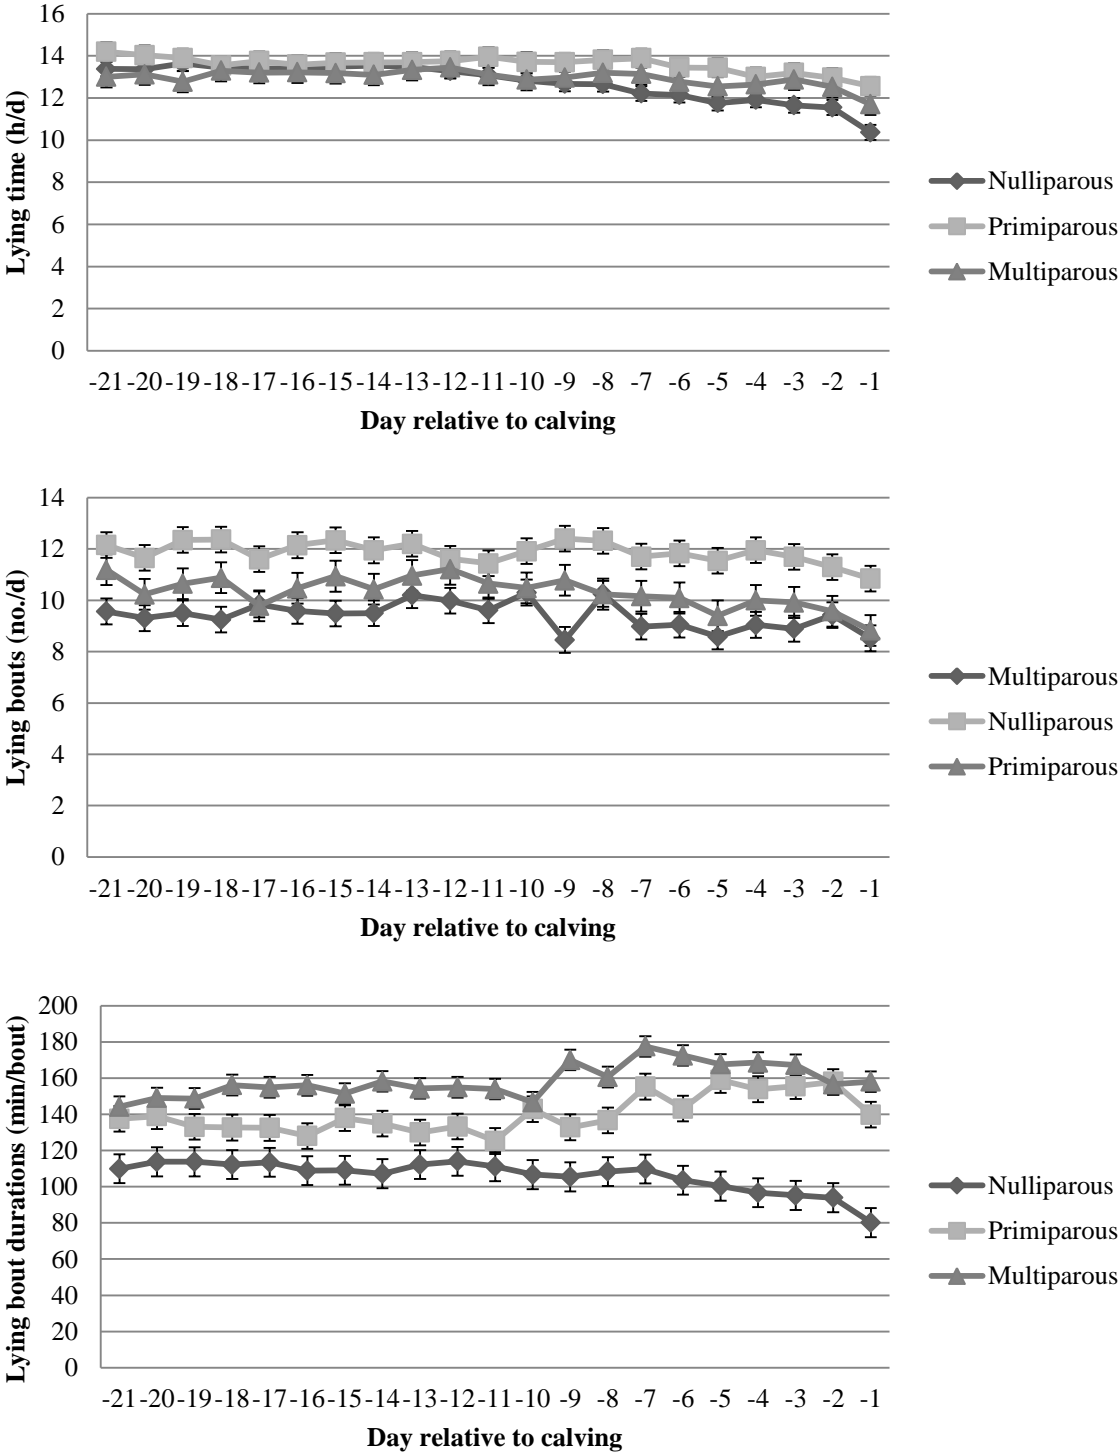 Lying time (h/d)
16
14
12
10
8
6
4
2
0
-21 -20 -19 -18 -17 -16 -15 -14 -13 -12 -11 -10 -9 -8 -7 -6 -5 -4 -3 -2 -1
Day relative to calving
Nulliparous
Primiparous
Multiparous
Lying bouts (no./d)
14
12
10
8
6
4
2
0
-21 -20 -19 -18 -17 -16 -15 -14 -13 -12 -11 -10 -9 -8 -7 -6 -5 -4 -3 -2 -1
Day relative to calving
Multiparous
Nulliparous
Primiparous
Lying bout durations (min/bout)
200
180
160
140
120
100
80
60
40
20
0
-21 -20 -19 -18 -17 -16 -15 -14 -13 -12 -11 -10 -9 -8 -7 -6 -5 -4 -3 -2 -1
Day relative to calving
Nulliparous
Primiparous
Multiparous